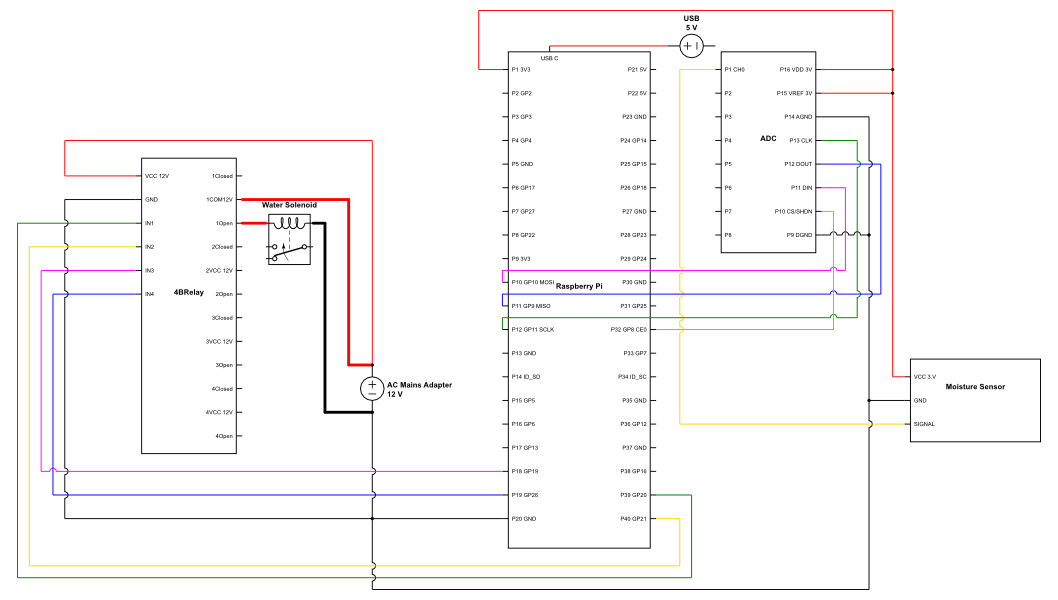 USB
5 V
USB C
P1 3V3
P2 GP2
P3 GP3
P4 GP4
P5 GND
P6 GP17
P7 GP27
P8 GP22
P9 3V3
P10 GP10 MOSI
P11 GP9 MISO
P12 GP11 SCLK
P13 GND
P14 ID_SD
P15 GP5
P16 GP6
P17 GP13
P18 GP19
P19 GP26
P20 GND
Raspberry Pi
P21 5V
P22 5V
P23 GND
P24 GP14
P25 GP15
P26 GP18
P27 GND
P28 GP23
P29 GP24
P30 GND
P31 GP25
P32 GP8 CE0
P33 GP7
P34 ID_SC
P35 GND
P36 GP12
P37 GND
P38 GP16
P39 GP20
P40 GP21
P1 CH0
P2
P3
P4
P5
P6
P7
P8
ADC
P16 VDD 3V
P15 VREF 3V
P14 AGND
P13 CLK
P12 DOUT
P11 DIN
P10 CS/SHDN
P9 DGND
VCC 12V
GND
IN1
IN2
IN3
IN4
4BRelay
1Closed
1COM12V
1Open
2Closed
2VCC 12V
2Open
3Closed
3VCC 12V
3Open
4Closed
4VCC 12V
4Open
Water Solenoid
AC Mains Adapter
12 V
VCC 3.V
GND
SIGNAL
Moisture Sensor